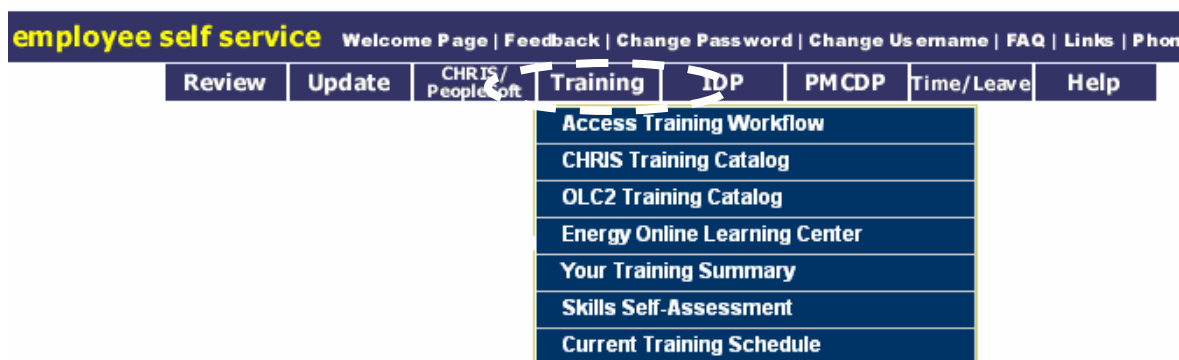 employee self service Welcome Page | Feedback | Change Password | Change Username | FAQ | Links | Phon
Review Update CHRIS/ PeopleSoft Training IDP PMCDP Time/Leave Help
Access Training Workflow
CHRIS Training Catalog
OLC2 Training Catalog
Energy Online Learning Center
Your Training Summary
Skills Self-Assessment
Current Training Schedule